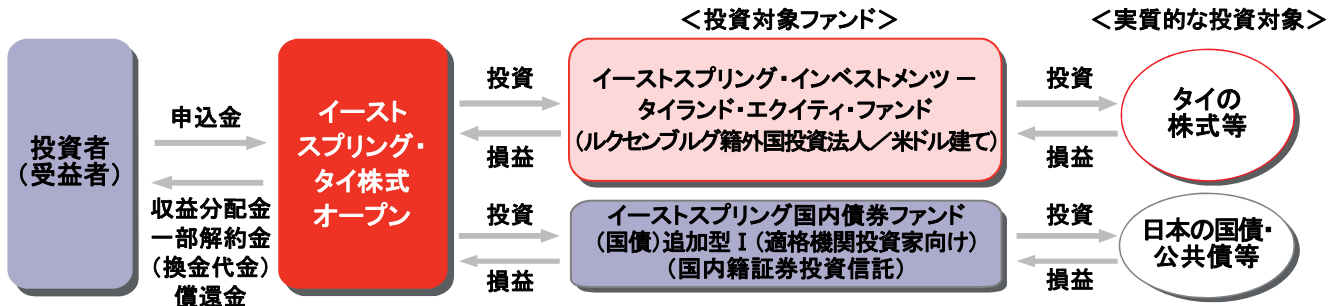 ＜投資対象ファンド＞
＜実質的な投資対象＞
投資者
（受益者）
申込金
収益分配金
一部解約金
（換金代金）
償還金
イースト
スプリング・
タイ株式
オープン
投資
損益
イーストスプリング・インベストメンツ －
タイランド・エクイティ・ファンド
（ルクセンブルグ籍外国投資法人／米ドル建て）
投資
損益
タイの
株式等
投資
損益
イーストスプリング国内債券ファンド
（国債）追加型Ⅰ（適格機関投資家向け）
（国内籍証券投資信託）
投資
損益
日本の国債・
公共債等